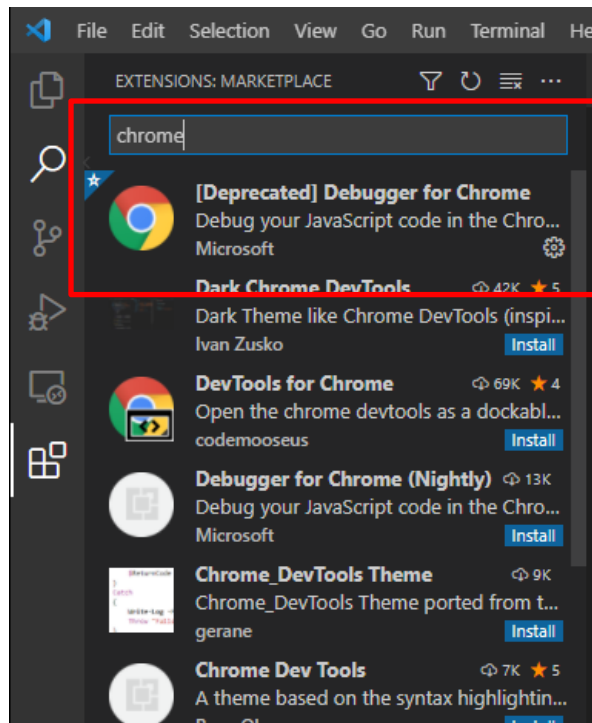 File Edit Selection View Go Run Terminal He
EXTENSIONS: MARKETPLACE
chrome
[Deprecated] Debugger for Chrome
Debug your JavaScript code in the Chro...
Microsoft
Dark Chrome DevTools 42K ★ 5
Dark Theme like Chrome DevTools (inspi...
Ivan Zusko Install
DevTools for Chrome 69K ★ 4
Open the chrome devtools as a dockabl...
codemooseus Install
Debugger for Chrome (Nightly) 13K
Debug your JavaScript code in the Chro...
Microsoft Install
Chrome_DevTools Theme 9K
Chrome_DevTools Theme ported from t...
gerane Install
Chrome Dev Tools 7K ★ 5
A theme based on the syntax highlightin...